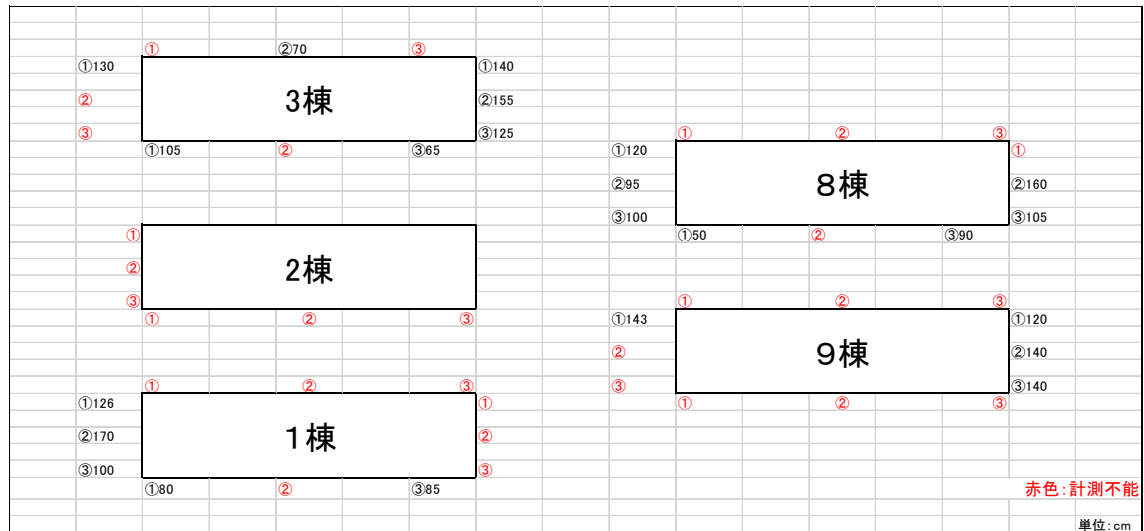 ① ②70 ③
①130 ①140
② 3棟 ②155
③ ③125
①105 ② ③65
① ② ③
①120 ①
②95 8棟 ②160
③100 ③105
①50 ② ③90
①
② 2棟
③
① ② ③
① ② ③
①143 ①120
② 9棟 ②140
③ ③140
① ② ③
① ② ③
①126 ①
②170 1棟 ②
③100 ③
①80 ② ③85
赤色:計測不能
単位:cm